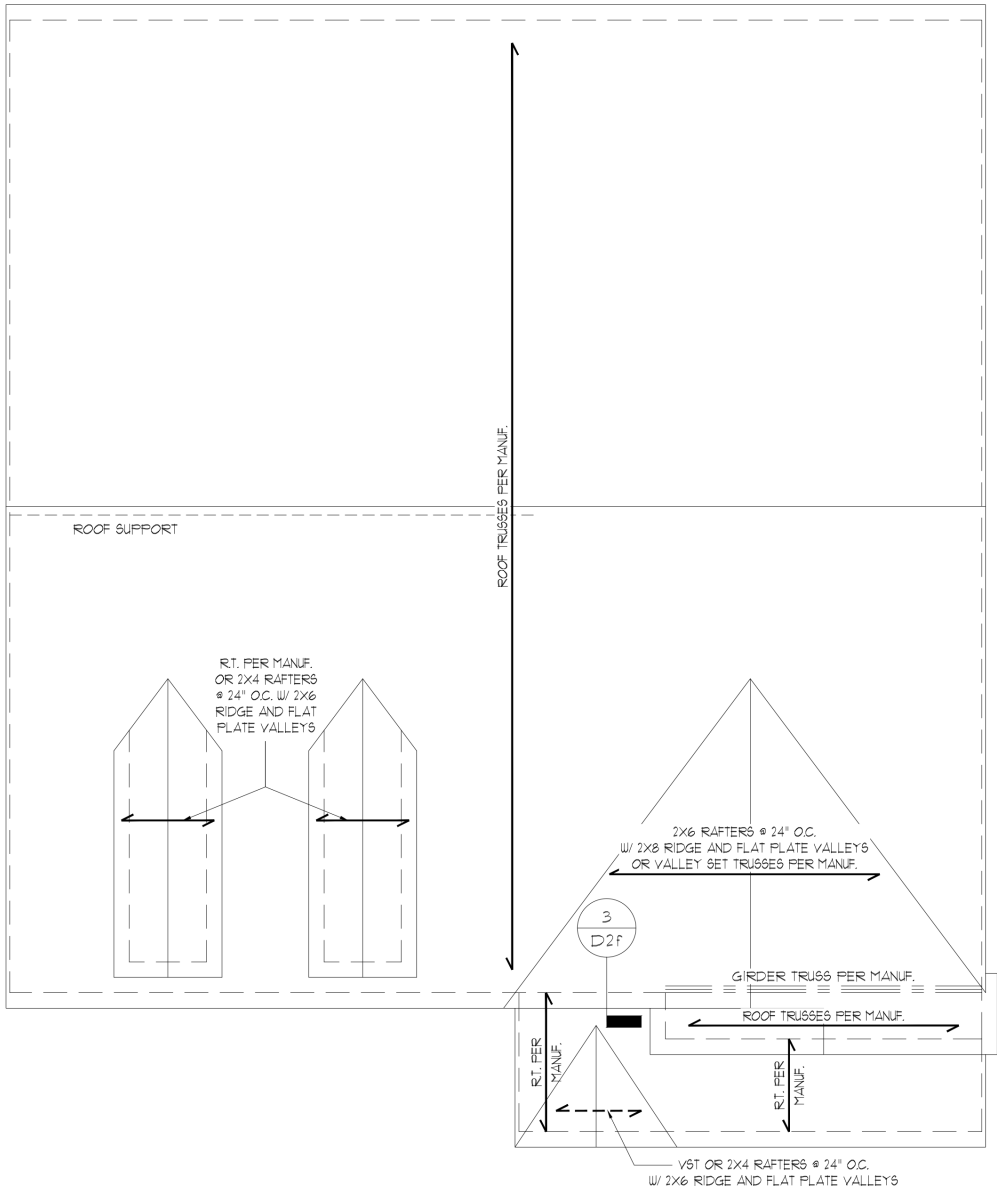 ROOF TRUSSES PER MANUF.
ROOF SUPPORT
R.T. PER MANUF.
OR 2X4 RAFTERS
@ 24" O.C. W/ 2X6
RIDGE AND FLAT
PLATE VALLEYS
2X6 RAFTERS @ 24" O.C.
W/ 2X8 RIDGE AND FLAT PLATE VALLEYS
OR VALLEY SET TRUSSES PER MANUF.
3
D2f
GIRDER TRUSS PER MANUF.
ROOF TRUSSES PER MANUF.
R.T. PER
MANUF.
R.T. PER
MANUF.
VST OR 2X4 RAFTERS @ 24" O.C.
W/ 2X6 RIDGE AND FLAT PLATE VALLEYS